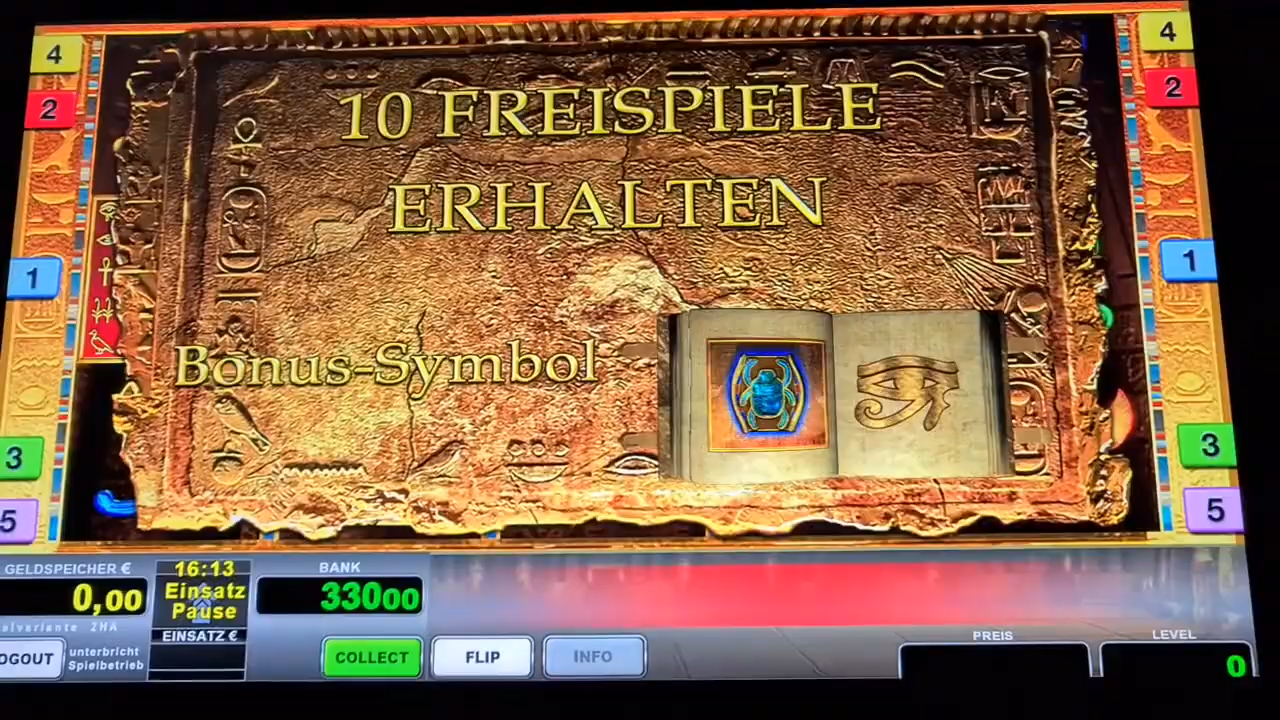 4
4
2
2
10 FREISPIELE
ERHALTEN
1
1
Bonus-Symbol
3
3
5
5
GELDSPEICHER €
0,00
16:13
Einsatz
Pause
BANK
33000
EINSATZ €
2HA
OGOUT
unterbricht
Spielbetrieb
COLLECT
FLIP
INFO
PREIS
LEVEL
0